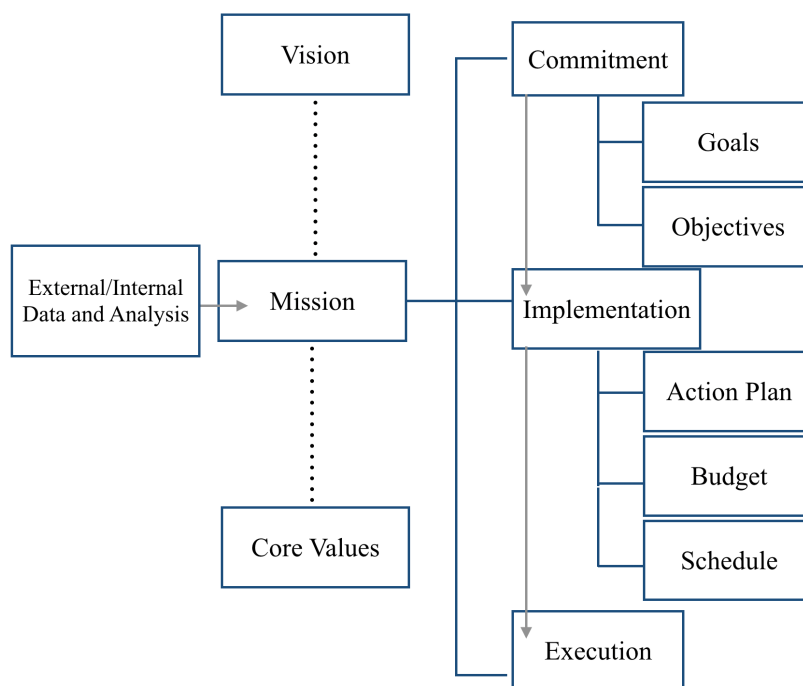 Vision
Commitment
Goals
Objectives
External/Internal
Data and Analysis
Mission
Implementation
Action Plan
Budget
Core Values
Schedule
Execution